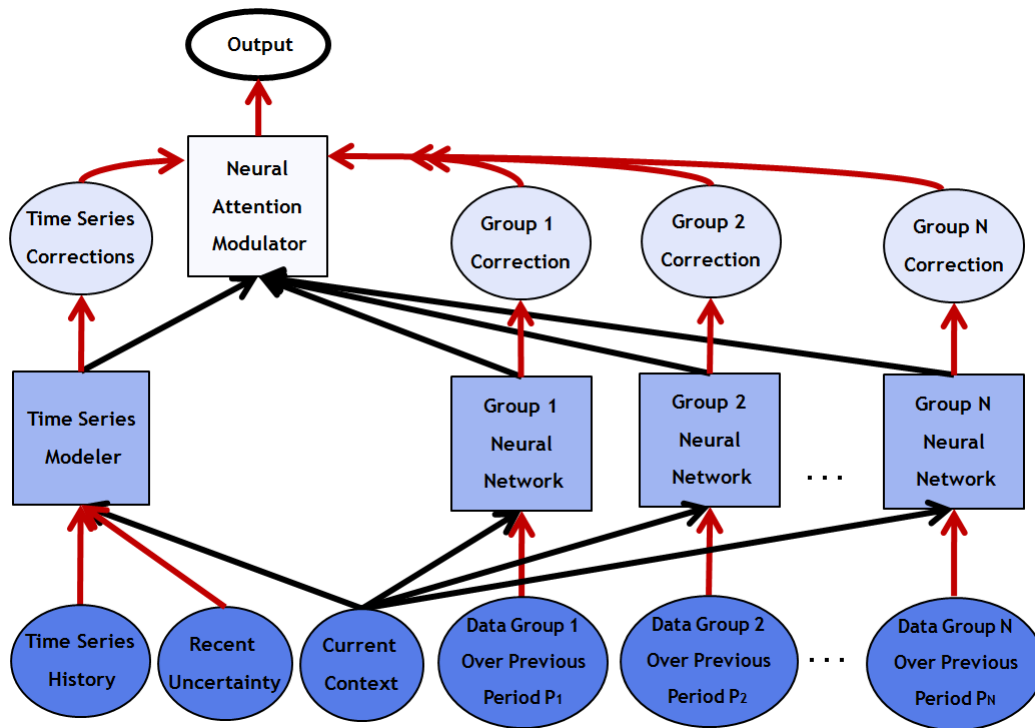 Output
Neural
Attention
Modulator
Time Series
Corrections
Group 1
Correction
Group 2
Correction
Group N
Correction
Time Series
Modeler
Group 1
Neural
Network
Group 2
Neural
Network
...
Group N
Neural
Network
Time Series
History
Recent
Uncertainty
Current
Context
Data Group 1
Over Previous
Period P₁
Data Group 2
Over Previous
Period P₂
...
Data Group N
Over Previous
Period PN